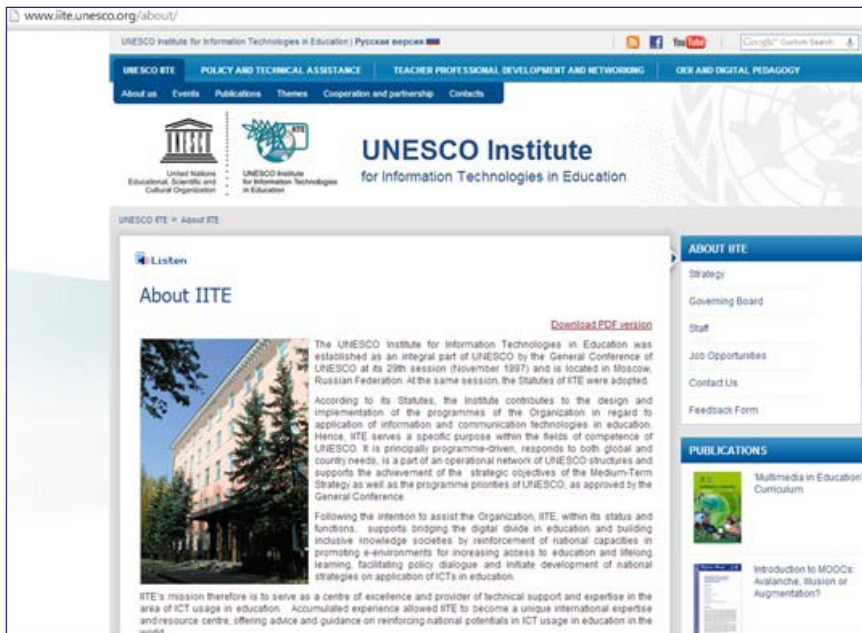 www.iite.unesco.org/about/
UNESCO Institute for Information Technologies in Education | Русская версия
You Tube
Google™ Custom Search
UNESCO IITE
POLICY AND TECHNICAL ASSISTANCE
TEACHER PROFESSIONAL DEVELOPMENT AND NETWORKING
OER AND DIGITAL PEDAGOGY
About us Events Publications Themes Cooperation and partnership Contacts
UNESCO
IITE
United Nations
Educational, Scientific and
Cultural Organization
UNESCO Institute
for Information Technologies
in Education
UNESCO Institute
for Information Technologies in Education
UNESCO IITE » About IITE
Listen
About IITE
Download PDF version
The UNESCO Institute for Information Technologies in Education was
established as an integral part of UNESCO by the General Conference of
UNESCO at its 29th session (November 1997) and is located in Moscow,
Russian Federation. At the same session, the Statutes of IITE were adopted.
According to its Statutes, the Institute contributes to the design and
implementation of the programmes of the Organization in regard to
application of information and communication technologies in education.
Hence, IITE serves a specific purpose within the fields of competence of
UNESCO. It is principally programme-driven, responds to both global and
country needs, is a part of an operational network of UNESCO structures and
supports the achievement of the strategic objectives of the Medium-Term
Strategy as well as the programme priorities of UNESCO, as approved by the
General Conference.
Following the intention to assist the Organization, IITE, within its status and
functions, supports bridging the digital divide in education and building
inclusive knowledge societies by reinforcement of national capacities in
promoting e-environments for increasing access to education and lifelong
learning, facilitating policy dialogue and initiate development of national
strategies on application of ICTs in education.
IITE's mission therefore is to serve as a centre of excellence and provider of technical support and expertise in the
area of ICT usage in education. Accumulated experience allowed IITE to become a unique international expertise
and resource centre, offering advice and guidance on reinforcing national potentials in ICT usage in education in the
world.
ABOUT IITE
Strategy
Governing Board
Staff
Job Opportunities
Contact Us
Feedback Form
PUBLICATIONS
'Multimedia in Education'
Curriculum
Introduction to MOOCs:
Avalanche, Illusion or
Augmentation?